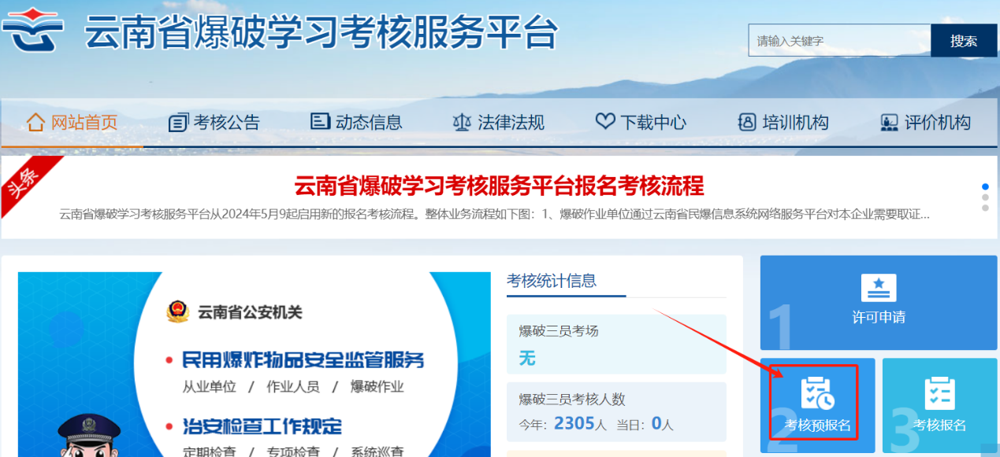 云南省爆破学习考核服务平台
请输入关键字
搜索
网站首页
考核公告
动态信息
法律法规
下载中心
培训机构
评价机构
头条
云南省爆破学习考核服务平台报名考核流程
云南省爆破学习考核服务平台从2024年5月9起启用新的报名考核流程。整体业务流程如下图：1、爆破作业单位通过云南省民爆信息系统网络服务平台对本企业需要取证...
云南省公安机关
民用爆炸物品安全监管服务
从业单位 / 作业人员 / 爆破作业
治安检查工作规定
定期检查 / 专项检查 / 系统巡查
考核统计信息
爆破三员考场
无
爆破三员考核人数
今年：2305人 当日：0人
1
许可申请
2
考核预报名
3
考核报名